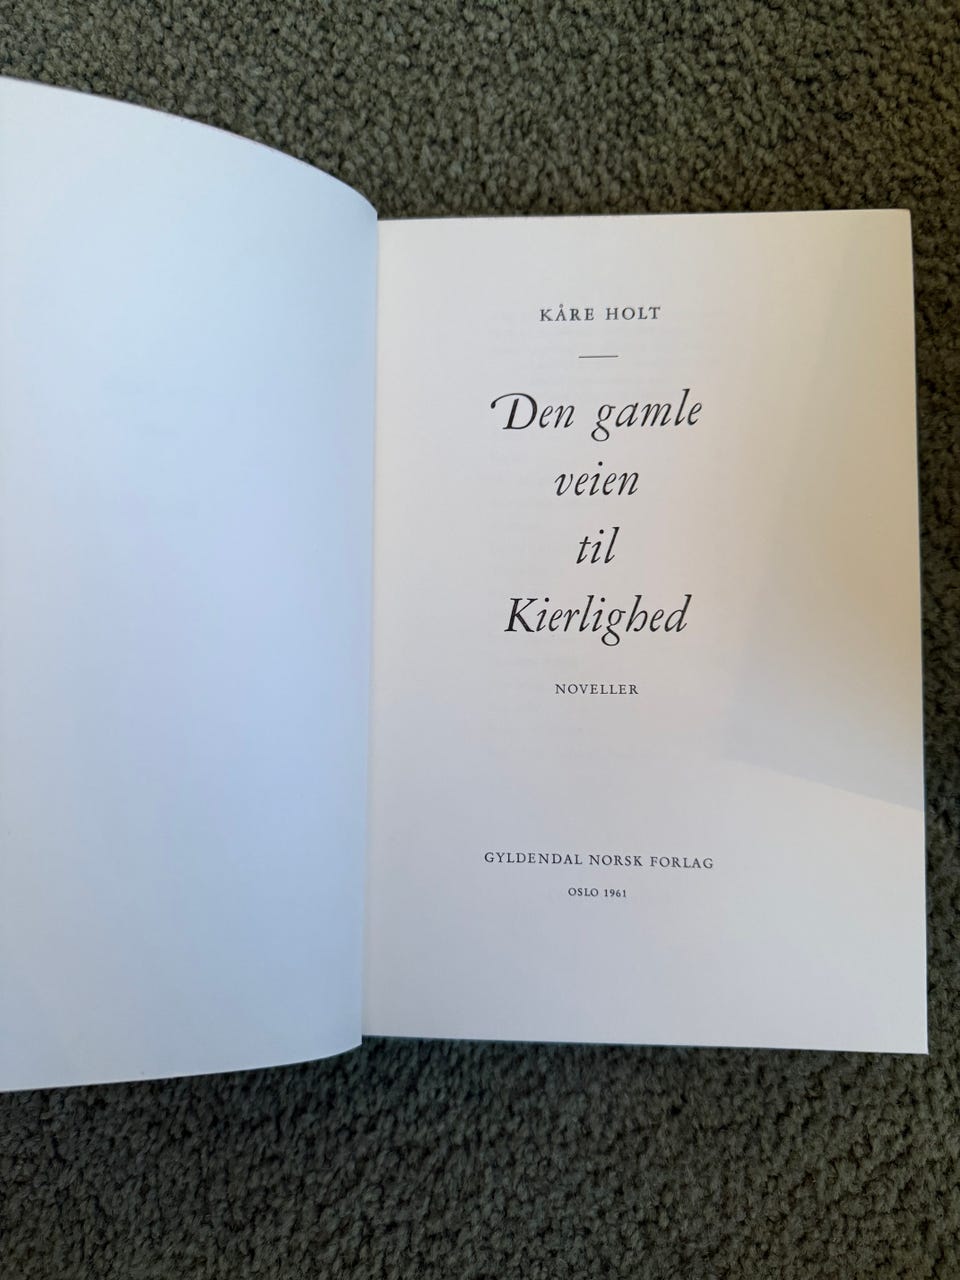 KÅRE HOLT
Den gamle
veien
til
Kierlighed
NOVELLER
GYLDENDAL NORSK FORLAG
OSLO 1961